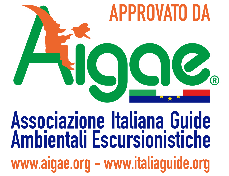 APPROVATO DA
Aigae®
Associazione Italiana Guide
Ambientali Escursionistiche
www.aigae.org - www.italiaguide.org